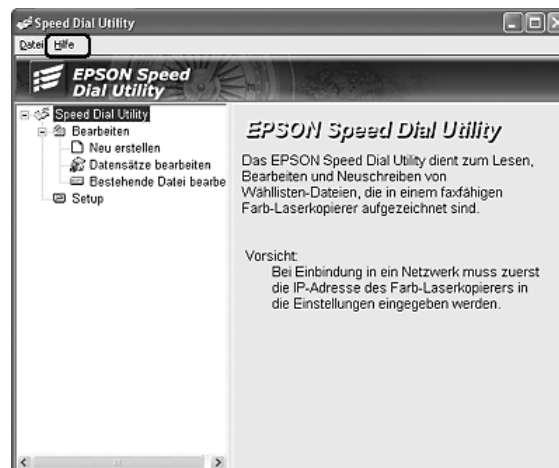 Speed Dial Utility
Datei Hilfe
EPSON Speed
Dial Utility
Speed Dial Utility
Bearbeiten
Neu erstellen
Datensätze bearbeiten
Bestehende Datei bearbe
Setup
EPSON Speed Dial Utility
Das EPSON Speed Dial Utility dient zum Lesen,
Bearbeiten und Neuschreiben von
Wähllisten-Dateien, die in einem faxfähigen
Farb-Laserkopierer aufgezeichnet sind.
Vorsicht:
Bei Einbindung in ein Netzwerk muss zuerst
die IP-Adresse des Farb-Laserkopierers in
die Einstellungen eingegeben werden.